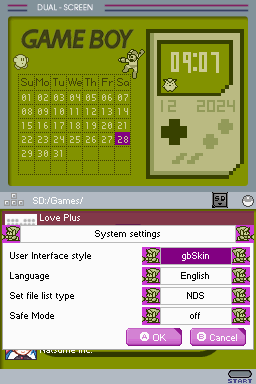 DUAL-SCREEN
GAME BOY
09:07
12 2024
Su Mo Tu We Th Fr Sa
01 02 03 04 05 06 07
08 09 10 11 12 13 14
15 16 17 18 19 20 21
22 23 24 25 26 27 28
29 30 31
SD:/Games/
SD
Love Plus
System settings
User Interface style gbSkin
Language English
Set file list type NDS
Safe Mode off
A OK B Cancel
Natsume Inc.
START